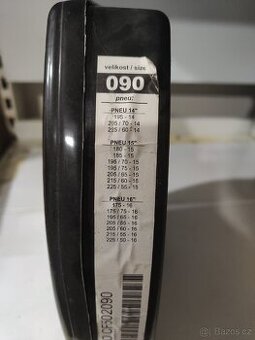 velikost / size
090
pneu:
PNEU 14"
195 - 14
205 / 70 - 14
225 / 60 - 14
PNEU 15"
180 - 15
185 - 15
195 / 70 - 15
195 / 75 - 15
205 / 65 - 15
215 / 60 - 15
225 / 55 - 15
PNEU 16"
175 - 16
175 / 75 - 16
195 / 65 - 16
205 / 55 - 16
205 / 60 - 16
215 / 55 - 16
225 / 50 - 16
bazos.cz